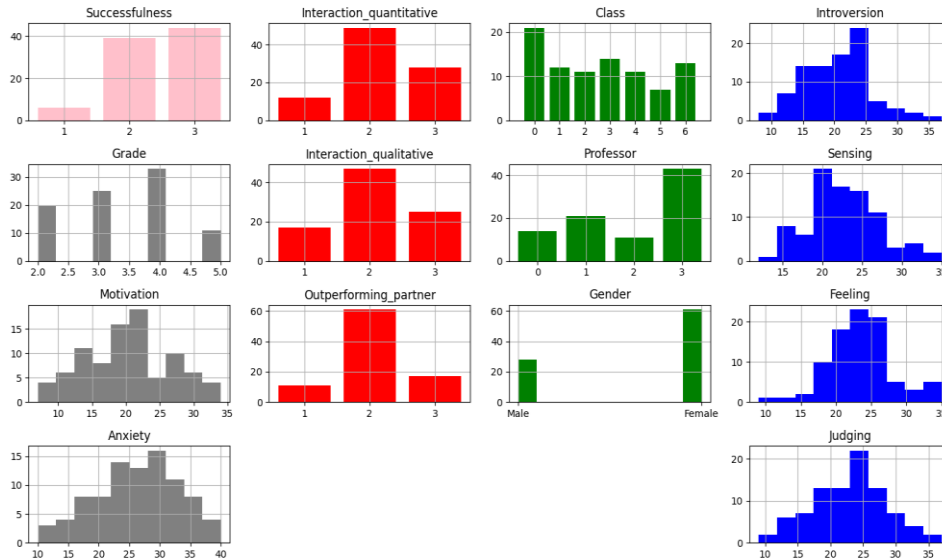 Successfulness
40
20
0
1 2 3
Interaction_quantitative
40
20
0
1 2 3
Class
20
10
0
0 1 2 3 4 5 6
Introversion
20
10
0
10 15 20 25 30 35
Grade
30
20
10
0
2.0 2.5 3.0 3.5 4.0 4.5 5.0
Interaction_qualitative
40
20
0
1 2 3
Professor
40
20
0
0 1 2 3
Sensing
20
10
0
15 20 25 30 35
Motivation
15
10
5
0
10 15 20 25 30 35
Outperforming_partner
60
40
20
0
1 2 3
Gender
60
40
20
0
Male Female
Feeling
20
10
0
10 15 20 25 30 35
Anxiety
15
10
5
0
10 15 20 25 30 35 40
Judging
20
10
0
10 15 20 25 30 35